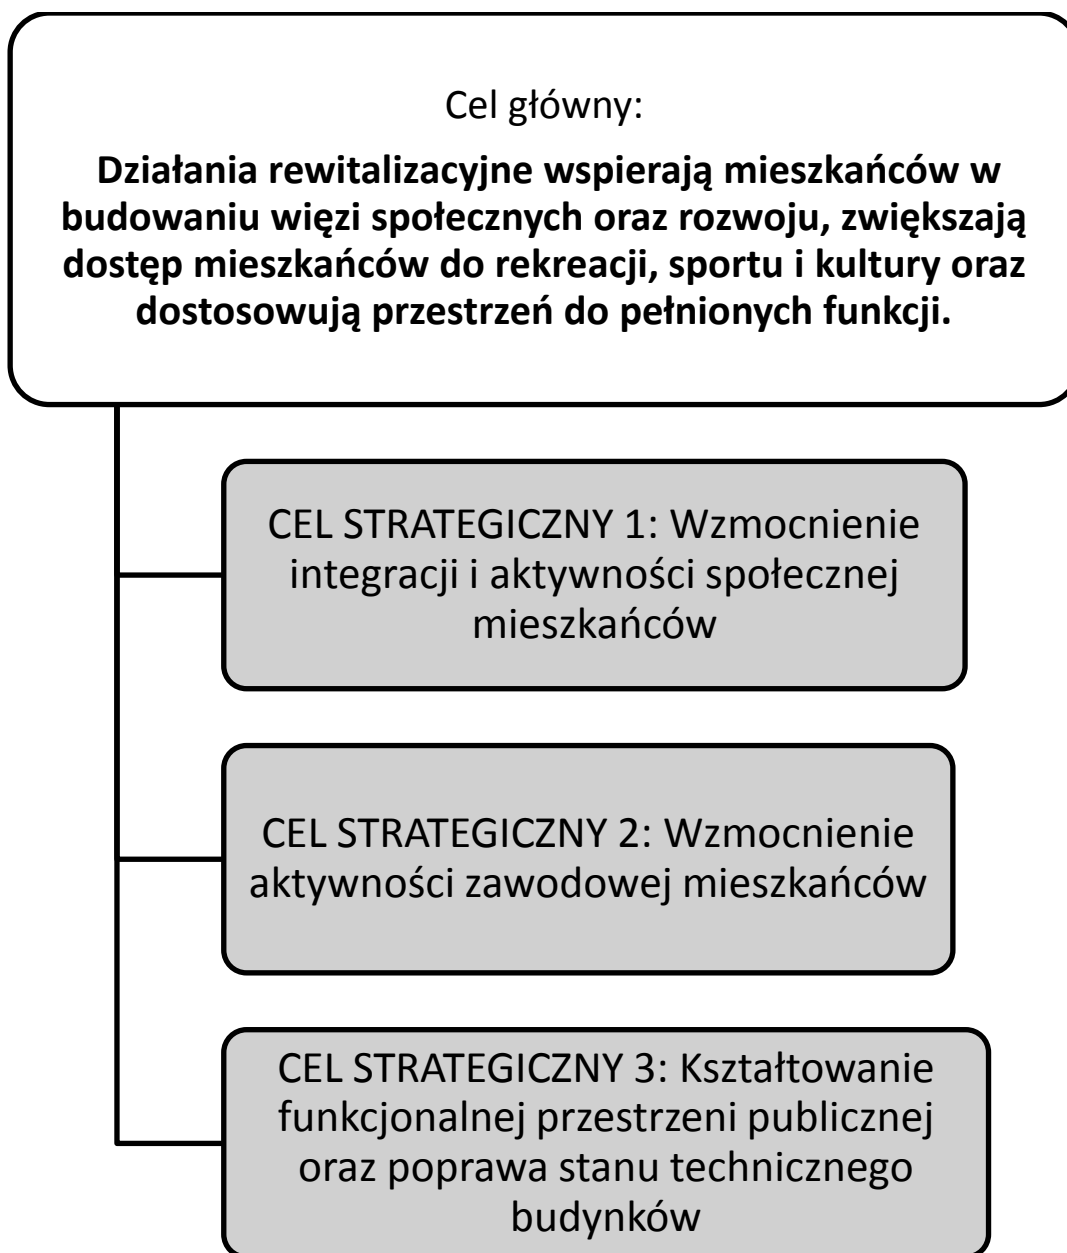 Cel główny:
Działania rewitalizacyjne wspierają mieszkańców w
budowaniu więzi społecznych oraz rozwoju, zwiększają
dostęp mieszkańców do rekreacji, sportu i kultury oraz
dostosowują przestrzeń do pełnionych funkcji.
CEL STRATEGICZNY 1: Wzmocnienie
integracji i aktywności społecznej
mieszkańców
CEL STRATEGICZNY 2: Wzmocnienie
aktywności zawodowej mieszkańców
CEL STRATEGICZNY 3: Kształtowanie
funkcjonalnej przestrzeni publicznej
oraz poprawa stanu technicznego
budynków